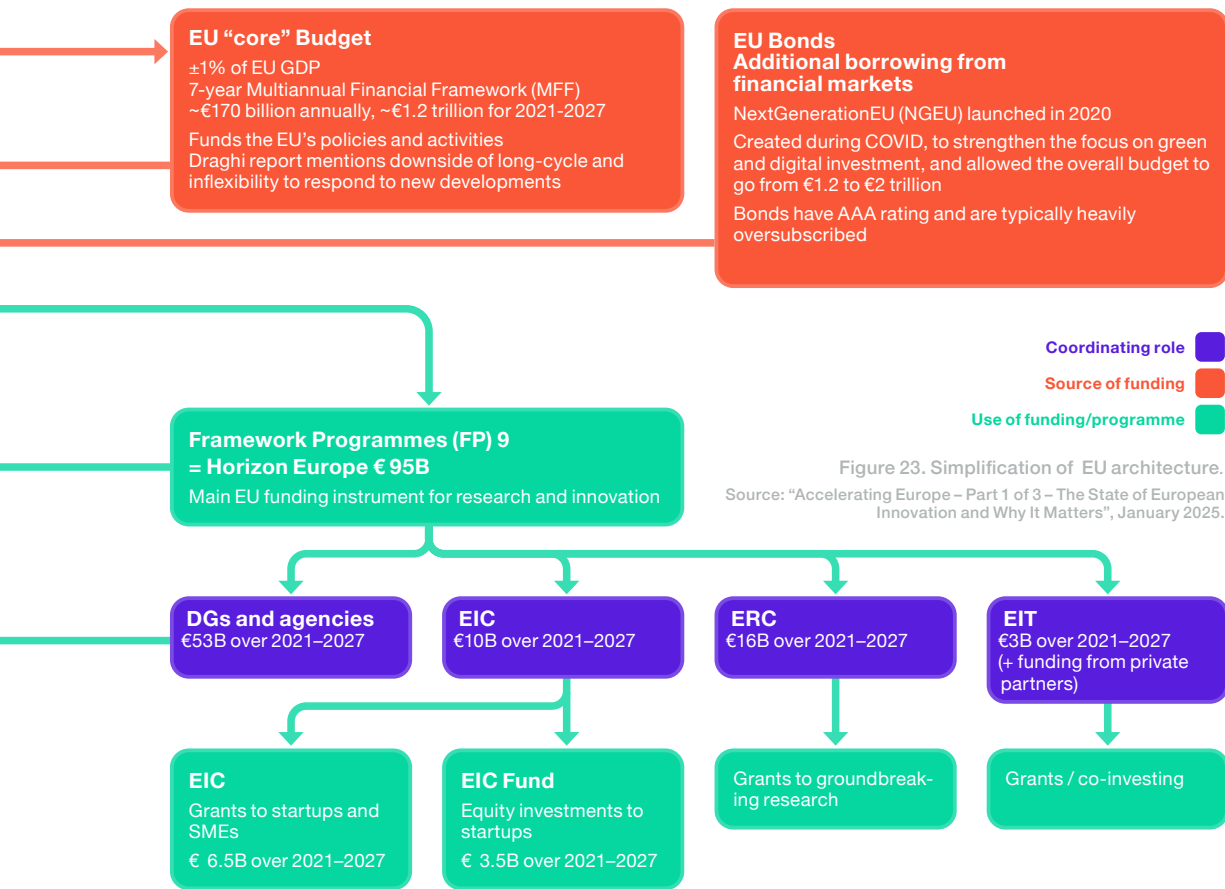 EU “core” Budget
±1% of EU GDP
7-year Multiannual Financial Framework (MFF)
~€170 billion annually, ~€1.2 trillion for 2021-2027
Funds the EU’s policies and activities
Draghi report mentions downside of long-cycle and
inflexibility to respond to new developments
EU Bonds
Additional borrowing from
financial markets
NextGenerationEU (NGEU) launched in 2020
Created during COVID, to strengthen the focus on green
and digital investment, and allowed the overall budget to
go from €1.2 to €2 trillion
Bonds have AAA rating and are typically heavily
oversubscribed
Coordinating role
Source of funding
Use of funding/programme
Figure 23. Simplification of EU architecture.
Source: “Accelerating Europe – Part 1 of 3 – The State of European
Innovation and Why It Matters”, January 2025.
Framework Programmes (FP) 9
= Horizon Europe € 95B
Main EU funding instrument for research and innovation
DGs and agencies
€53B over 2021–2027
EIC
€10B over 2021–2027
ERC
€16B over 2021–2027
EIT
€3B over 2021–2027
(+ funding from private
partners)
EIC
Grants to startups and
SMEs
€ 6.5B over 2021–2027
EIC Fund
Equity investments to
startups
€ 3.5B over 2021–2027
Grants to groundbreak-
ing research
Grants / co-investing